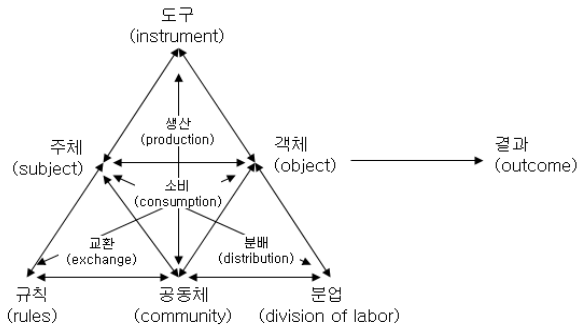 도구
(instrument)
생산
(production)
주체
(subject)
객체
(object)
결과
(outcome)
소비
(consumption)
교환
(exchange)
분배
(distribution)
규칙
(rules)
공동체
(community)
분업
(division of labor)